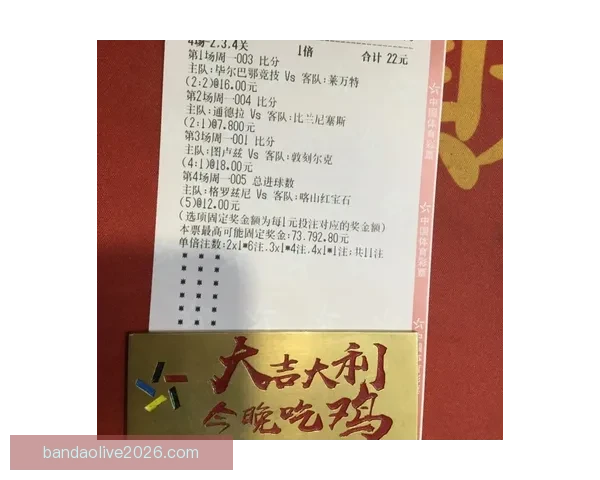 4场-2.3.4关 1倍 合计 22元
第1场周一003 比分
主队:毕尔巴鄂竞技 Vs 客队:莱万特
(2:2)@16.00元
第2场周一004 比分
主队:通德拉 Vs 客队:比兰尼塞斯
(2:1)@7.800元
第3场周一001 比分
主队:图卢兹 Vs 客队:敦刻尔克
(4:1)@18.00元
第4场周一005 总进球数
主队:格罗兹尼 Vs 客队:喀山红宝石
(5)@12.00元
(选项固定奖金额为每1元投注对应的奖金额)
本票最高可能固定奖金:73,792.80元
单倍注数:2x1*6注,3x1*4注,4x1*1注;共11注
中国体育彩票
中国体育彩票
大吉大利
今晚吃鸡
bandaolive2026.com